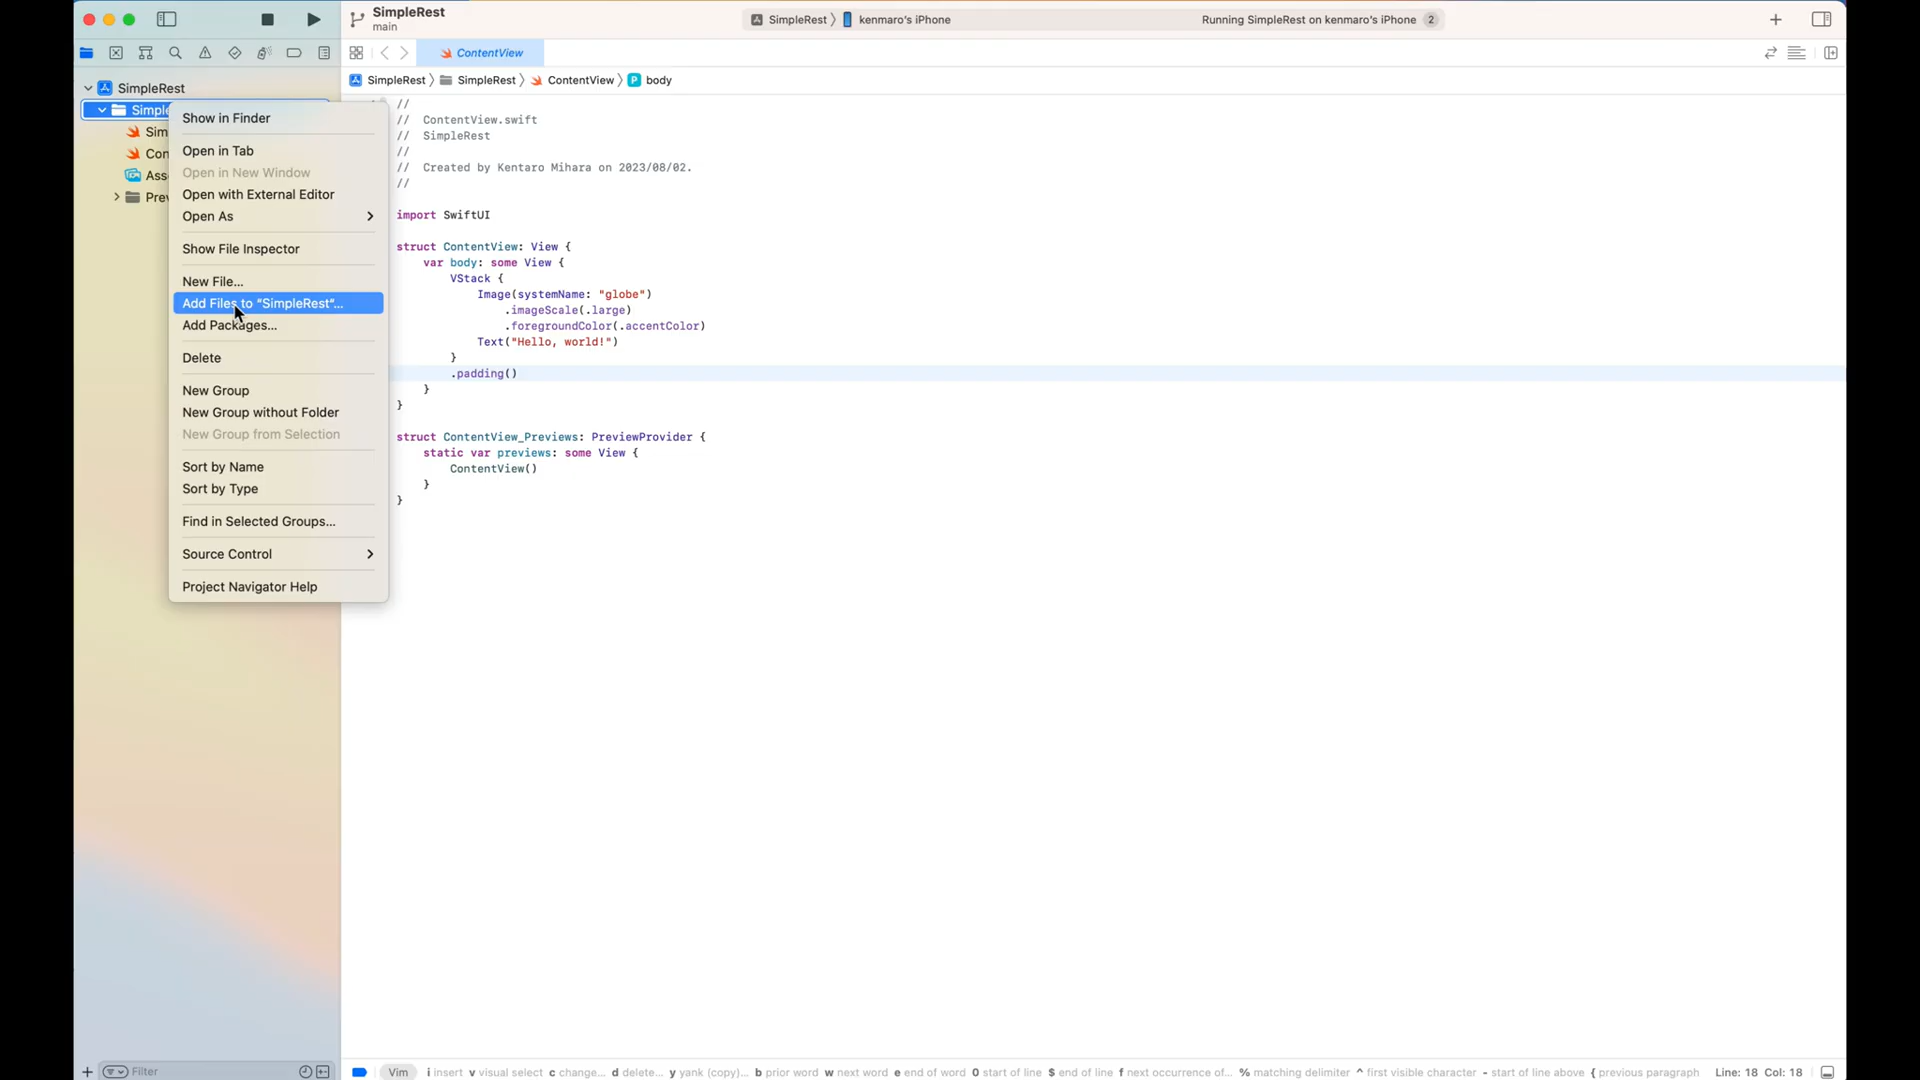 SimpleRest
main
SimpleRest
kenmaro's iPhone
Running SimpleRest on kenmaro's iPhone 2
ContentView
SimpleRest
SimpleRest
ContentView
body
SimpleRest
Simple
Sim
Con
Ass
Pre
Show in Finder
Open in Tab
Open in New Window
Open with External Editor
Open As
Show File Inspector
New File...
Add Files to "SimpleRest"...
Add Packages...
Delete
New Group
New Group without Folder
New Group from Selection
Sort by Name
Sort by Type
Find in Selected Groups...
Source Control
Project Navigator Help
//
// ContentView.swift
// SimpleRest
//
// Created by Kentaro Mihara on 2023/08/02.
//
import SwiftUI
struct ContentView: View {
var body: some View {
VStack {
Image(systemName: "globe")
.imageScale(.large)
.foregroundColor(.accentColor)
Text("Hello, world!")
}
.padding()
}
}
struct ContentView_Previews: PreviewProvider {
static var previews: some View {
ContentView()
}
}
Filter
Vim i insert v visual select c change... d delete... y yank (copy)... b prior word w next word e end of word 0 start of line $ end of line f next occurrence of... % matching delimiter ^ first visible character - start of line above { previous paragraph Line: 18 Col: 18